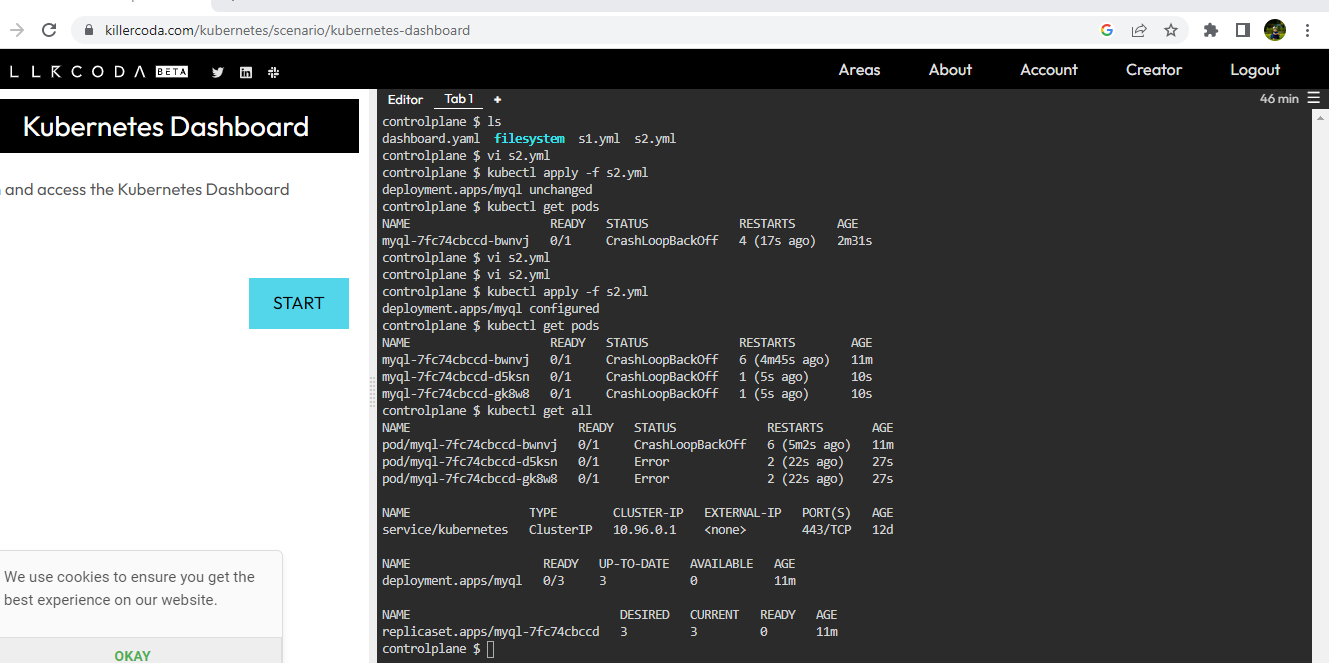 killercoda.com/kubernetes/scenario/kubernetes-dashboard
LLERCODA BETA
Areas About Account Creator Logout
Kubernetes Dashboard
and access the Kubernetes Dashboard
START
We use cookies to ensure you get the
best experience on our website.
OKAY
Editor Tab 1 +
46 min
controlplane $ ls
dashboard.yaml filesystem s1.yml s2.yml
controlplane $ vi s2.yml
controlplane $ kubectl apply -f s2.yml
deployment.apps/myql unchanged
controlplane $ kubectl get pods
NAME READY STATUS RESTARTS AGE
myql-7fc74cbccd-bwnvj 0/1 CrashLoopBackOff 4 (17s ago) 2m31s
controlplane $ vi s2.yml
controlplane $ vi s2.yml
controlplane $ kubectl apply -f s2.yml
deployment.apps/myql configured
controlplane $ kubectl get pods
NAME READY STATUS RESTARTS AGE
myql-7fc74cbccd-bwnvj 0/1 CrashLoopBackOff 6 (4m45s ago) 11m
myql-7fc74cbccd-d5ksn 0/1 CrashLoopBackOff 1 (5s ago) 10s
myql-7fc74cbccd-gk8w8 0/1 CrashLoopBackOff 1 (5s ago) 10s
controlplane $ kubectl get all
NAME READY STATUS RESTARTS AGE
pod/myql-7fc74cbccd-bwnvj 0/1 CrashLoopBackOff 6 (5m2s ago) 11m
pod/myql-7fc74cbccd-d5ksn 0/1 Error 2 (22s ago) 27s
pod/myql-7fc74cbccd-gk8w8 0/1 Error 2 (22s ago) 27s
NAME TYPE CLUSTER-IP EXTERNAL-IP PORT(S) AGE
service/kubernetes ClusterIP 10.96.0.1 <none> 443/TCP 12d
NAME READY UP-TO-DATE AVAILABLE AGE
deployment.apps/myql 0/3 3 0 11m
NAME DESIRED CURRENT READY AGE
replicaset.apps/myql-7fc74cbccd 3 3 0 11m
controlplane $